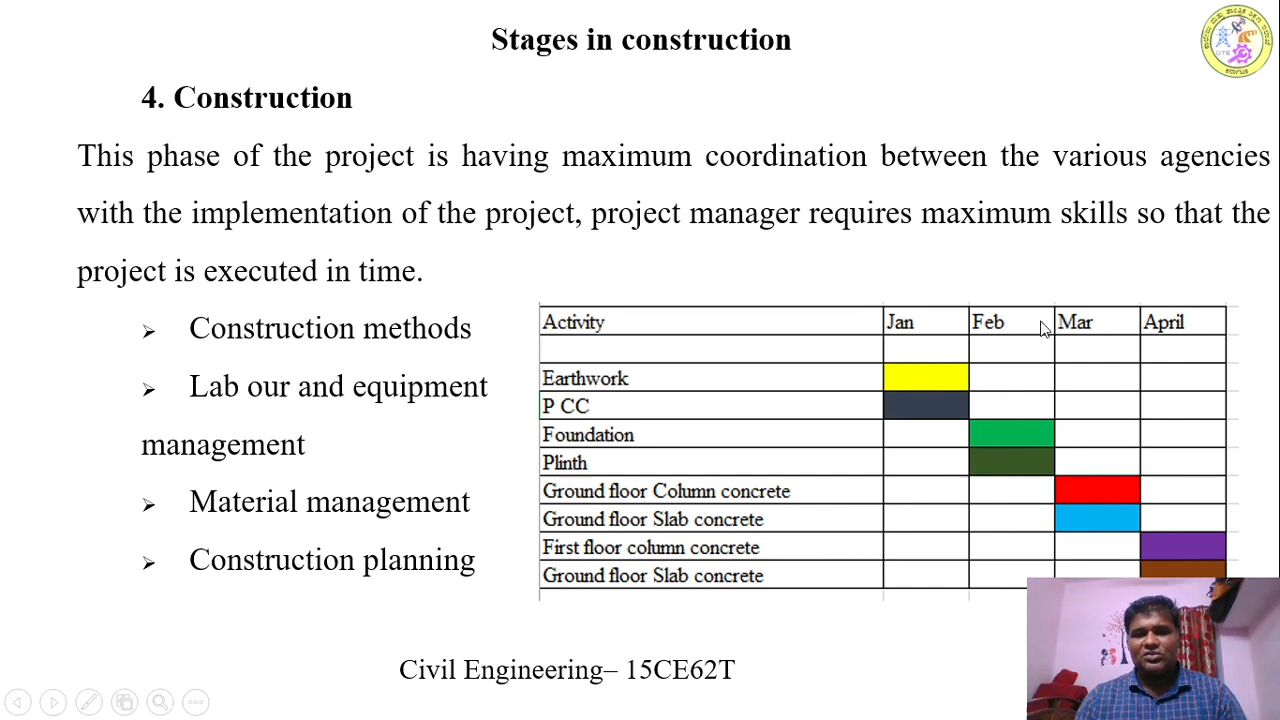 Stages in construction
4. Construction
This phase of the project is having maximum coordination between the various agencies
with the implementation of the project, project manager requires maximum skills so that the
project is executed in time.
➢ Construction methods
➢ Lab our and equipment
management
➢ Material management
➢ Construction planning
Activity Jan Feb Mar April
Earthwork
P CC
Foundation
Plinth
Ground floor Column concrete
Ground floor Slab concrete
First floor column concrete
Ground floor Slab concrete
Civil Engineering– 15CE62T
DTE